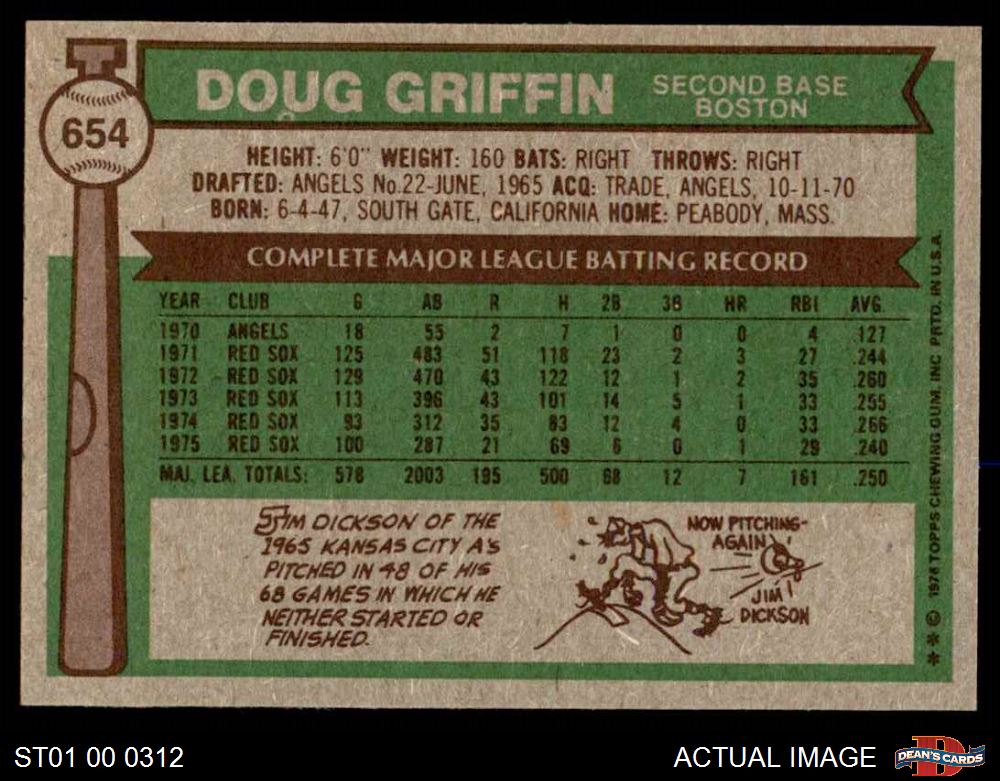 654
DOUG GRIFFIN
SECOND BASE
BOSTON
HEIGHT: 6'0" WEIGHT: 160 BATS: RIGHT THROWS: RIGHT
DRAFTED: ANGELS No.22-JUNE, 1965 ACQ: TRADE, ANGELS, 10-11-70
BORN: 6-4-47, SOUTH GATE, CALIFORNIA HOME: PEABODY, MASS.
COMPLETE MAJOR LEAGUE BATTING RECORD
YEAR CLUB G AB R H 2B 3B HR RBI AVG.
1970 ANGELS 18 55 2 7 1 0 0 4 .127
1971 RED SOX 125 483 51 118 23 2 3 27 .244
1972 RED SOX 129 470 43 122 12 1 2 35 .260
1973 RED SOX 113 396 43 101 14 5 1 33 .255
1974 RED SOX 93 312 35 83 12 4 0 33 .266
1975 RED SOX 100 287 21 69 6 0 1 29 .240
MAJ. LEA. TOTALS: 578 2003 195 500 68 12 7 161 .250
JIM DICKSON OF THE
1965 KANSAS CITY A'S
PITCHED IN 48 OF HIS
68 GAMES IN WHICH HE
NEITHER STARTED OR
FINISHED.
NOW PITCHING-
AGAIN
JIM
DICKSON
** © 1976 TOPPS CHEWING GUM, INC. PRTD. IN U.S.A.
ST01 00 0312
ACTUAL IMAGE
D
DEAN'S CARDS